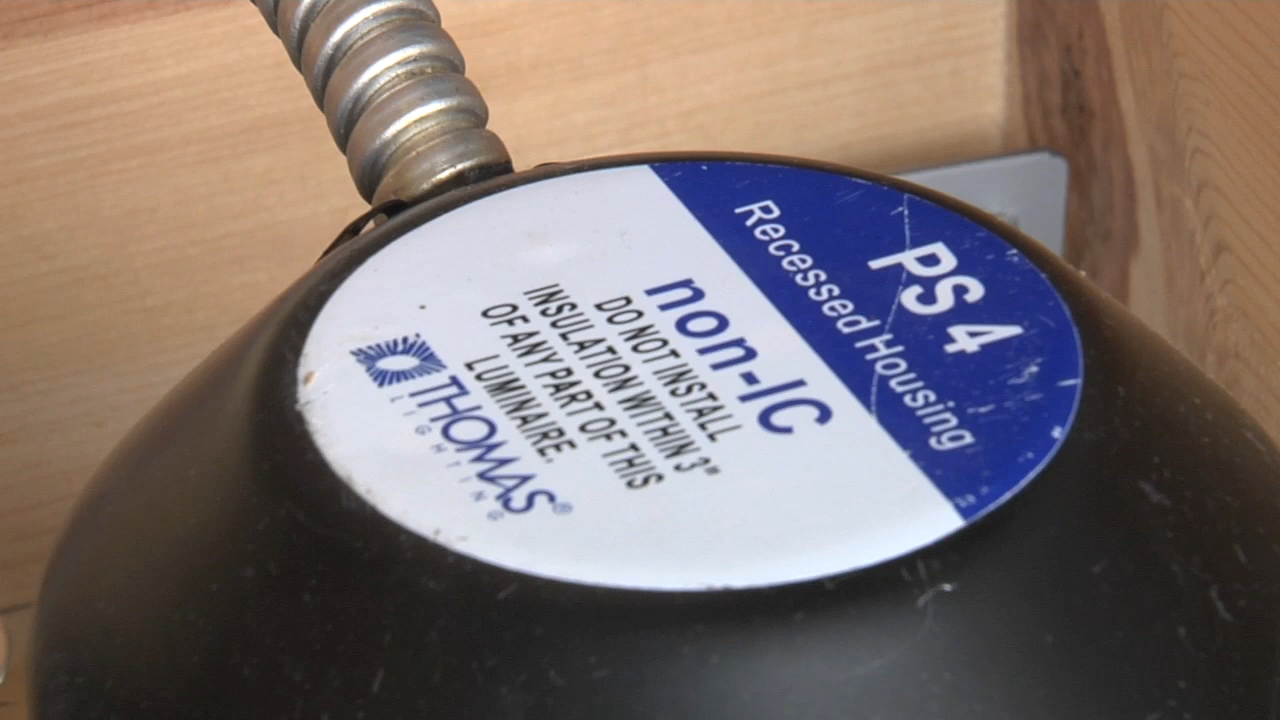 PS 4
Recessed Housing
non-IC
DO NOT INSTALL
INSULATION WITHIN 3"
OF ANY PART OF THIS
LUMINAIRE.
THOMAS®
LIGHTING